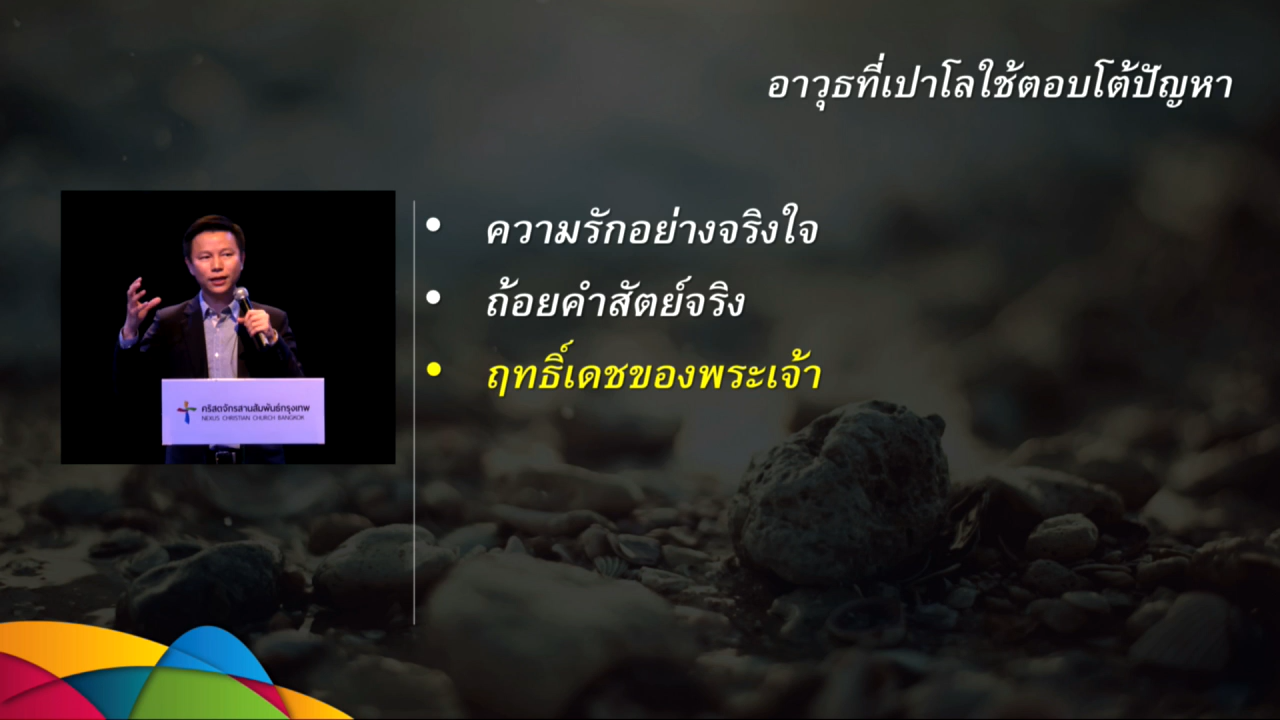 อาวุธที่เปาโลใช้ตอบโต้ปัญหา
• ความรักอย่างจริงใจ
• ถ้อยคำสัตย์จริง
• ฤทธิ์เดชของพระเจ้า
คริสตจักรสานสัมพันธ์กรุงเทพ
NEXUS CHRISTIAN CHURCH BANGKOK